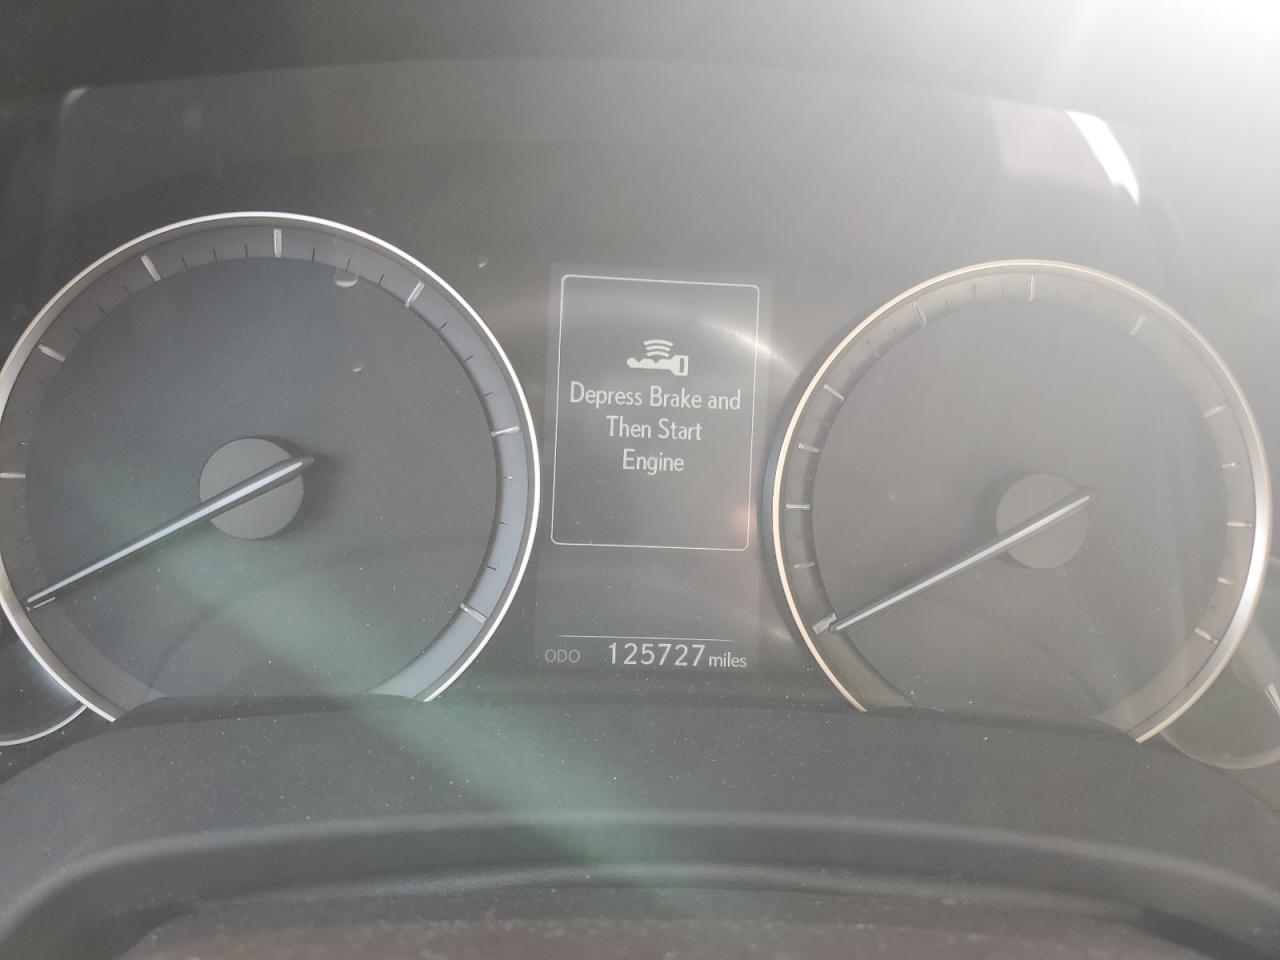 Depress Brake and
Then Start
Engine
ODO 125727 miles